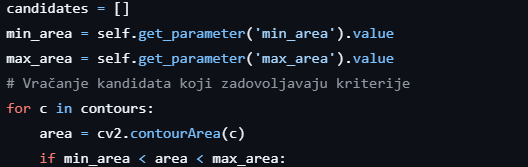 candidates = []
min_area = self.get_parameter('min_area').value
max_area = self.get_parameter('max_area').value
# Vračanje kandidata koji zadovoljavaju kriterije
for c in contours:
    area = cv2.contourArea(c)
    if min_area < area < max_area: